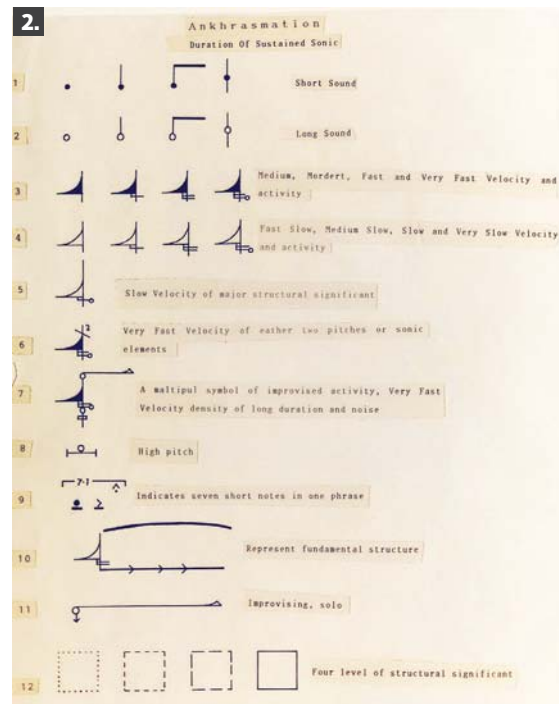 2.
Ankhrasmation
Duration Of Sustained Sonic
1 Short Sound
2 Long Sound
3 Medium, Mordert, Fast and Very Fast Velocity and
activity
4 Fast Slow, Medium Slow, Slow and Very Slow Velocity
and activity
5 Slow Velocity of major structural significant
6 2 Very Fast Velocity of eather two pitches or sonic
elements
7 A maltipul symbol of improvised activity, Very Fast
Velocity density of long duration and noise
8 High pitch
9 7-1 Indicates seven short notes in one phrase
10 Represent fundamental structure
11 Improvising, solo
12 Four level of structural significant